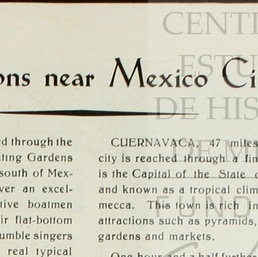 ons near Mexico Ci
d through the
ting Gardens
south of Mex-
ver an excel-
tive boatmen
ir flat-bottom
umble singers
real typical
CUERNAVACA, 47 miles
city is reached through a fin
is the Capital of the State o
and known as a tropical clim
mecca. This town is rich in
attractions such as pyramids,
gardens and markets.
One hour and a half further
CENT
ESTU
DE HIS
FUND